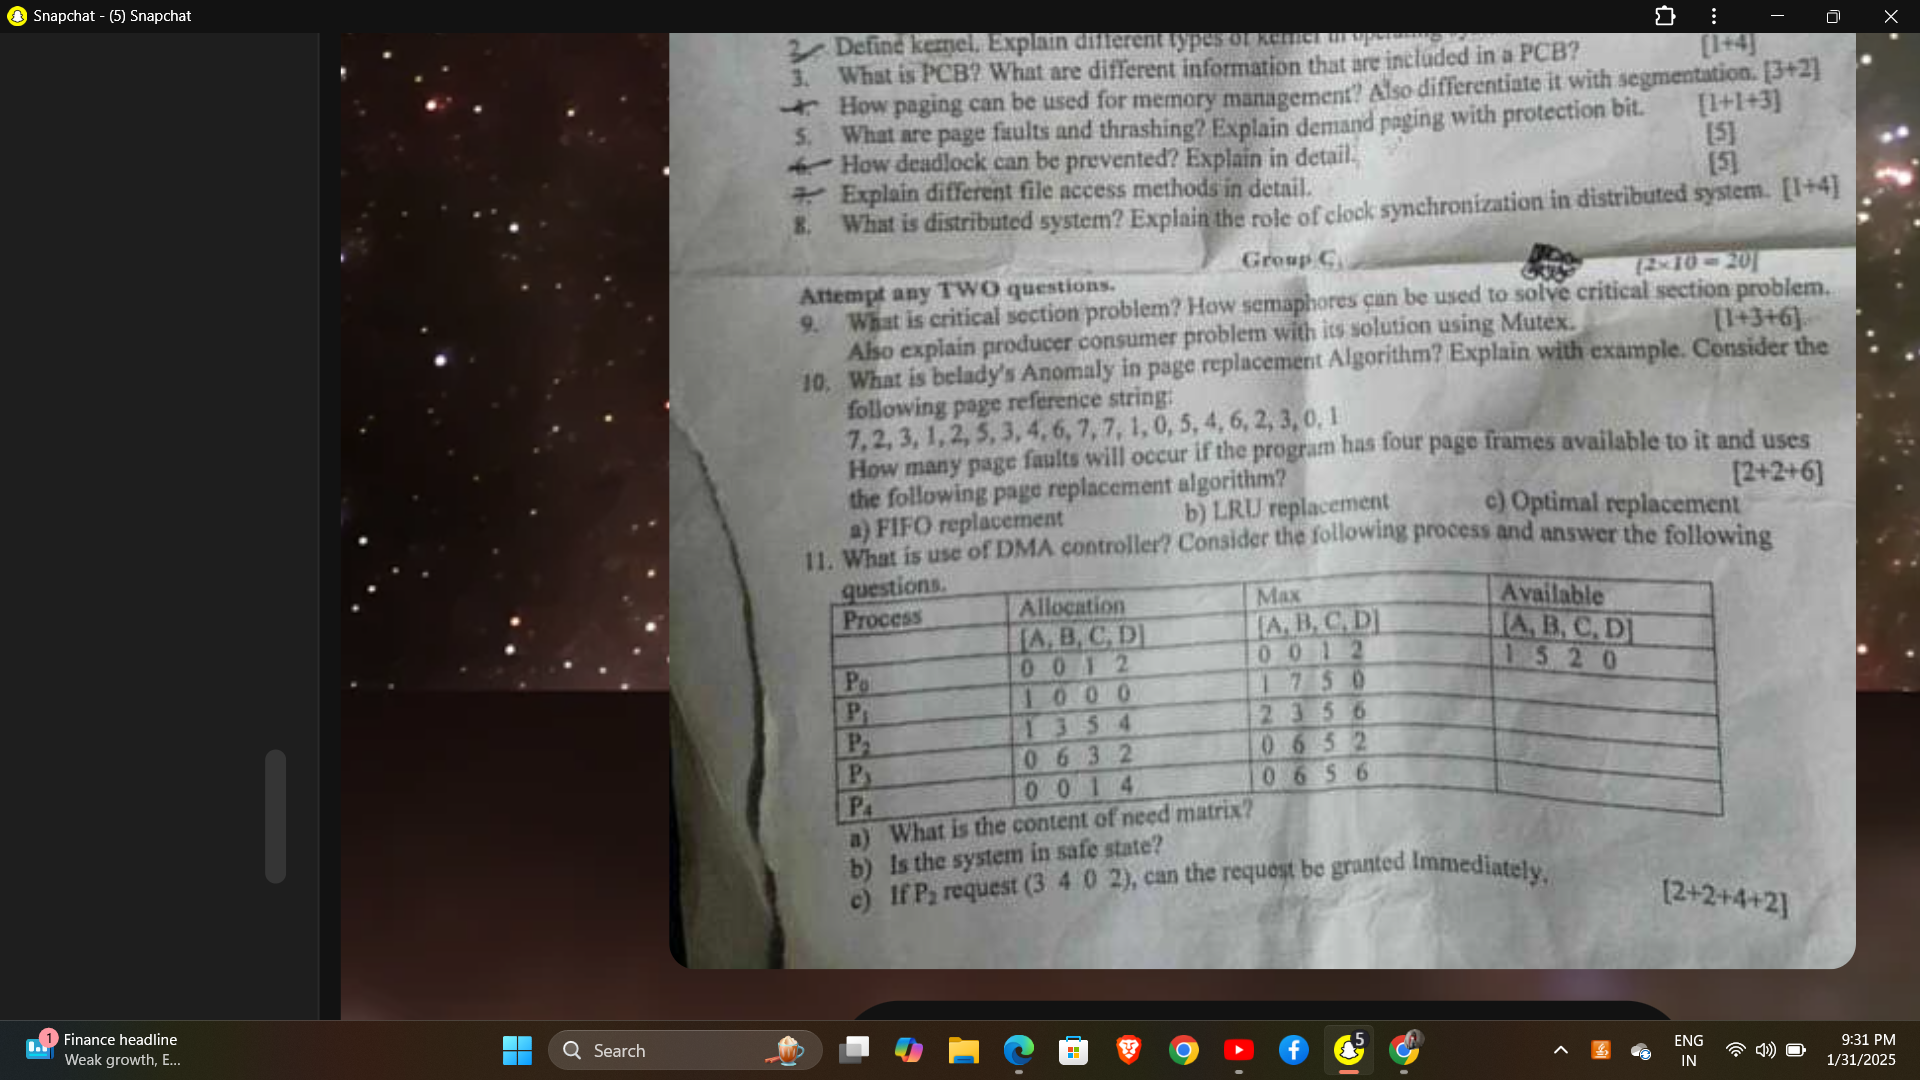 Snapchat - (5) Snapchat
2. Define kernel. Explain different types of kernel in
[1+4]
3. What is PCB? What are different information that are included in a PCB?
4. How paging can be used for memory management? Also differentiate it with segmentation. [3+2]
5. What are page faults and thrashing? Explain demand paging with protection bit. [1+1+3]
6. How deadlock can be prevented? Explain in detail. [5]
7. Explain different file access methods in detail. [5]
8. What is distributed system? Explain the role of clock synchronization in distributed system. [1+4]
Group C
Attempt any TWO questions. [2×10 = 20]
9. What is critical section problem? How semaphores can be used to solve critical section problem.
Also explain producer consumer problem with its solution using Mutex. [1+3+6]
10. What is belady's Anomaly in page replacement Algorithm? Explain with example. Consider the
following page reference string:
7, 2, 3, 1, 2, 5, 3, 4, 6, 7, 7, 1, 0, 5, 4, 6, 2, 3, 0, 1
How many page faults will occur if the program has four page frames available to it and uses
the following page replacement algorithm? [2+2+6]
a) FIFO replacement b) LRU replacement c) Optimal replacement
11. What is use of DMA controller? Consider the following process and answer the following
questions.
Process Allocation Max Available
[A, B, C, D] [A, B, C, D] [A, B, C, D]
P0 0 0 1 2 0 0 1 2 1 5 2 0
P1 1 0 0 0 1 7 5 0
P2 1 3 5 4 2 3 5 6
P3 0 6 3 2 0 6 5 2
P4 0 0 1 4 0 6 5 6
a) What is the content of need matrix?
b) Is the system in safe state?
c) If P2 request (3 4 0 2), can the request be granted Immediately.
[2+2+4+2]
1
Finance headline
Weak growth, E...
Search
5
ENG
IN
9:31 PM
1/31/2025